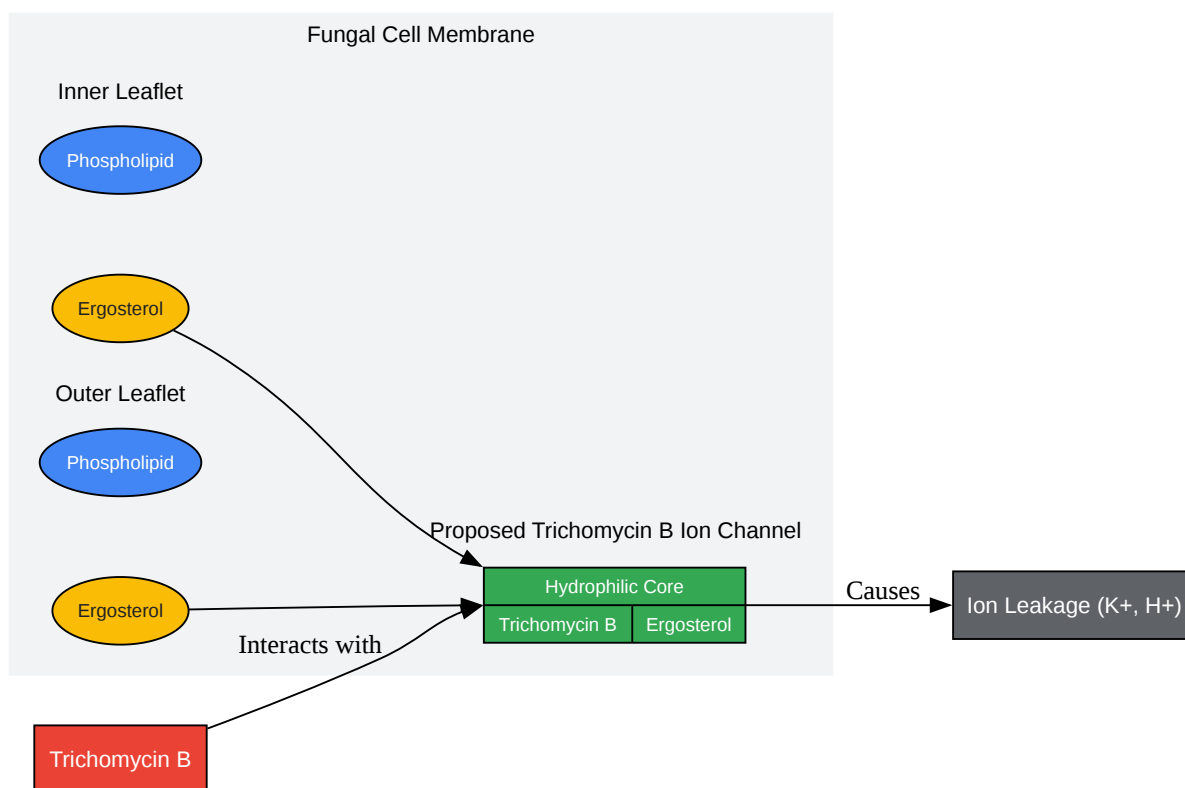 Fungal Cell Membrane
Inner Leaflet
Phospholipid
Ergosterol
Outer Leaflet
Phospholipid
Proposed Trichomycin B Ion Channel
Hydrophilic Core
Causes
Ion Leakage (K+, H+)
Ergosterol
Trichomycin B
Ergosterol
Interacts with
Trichomycin B